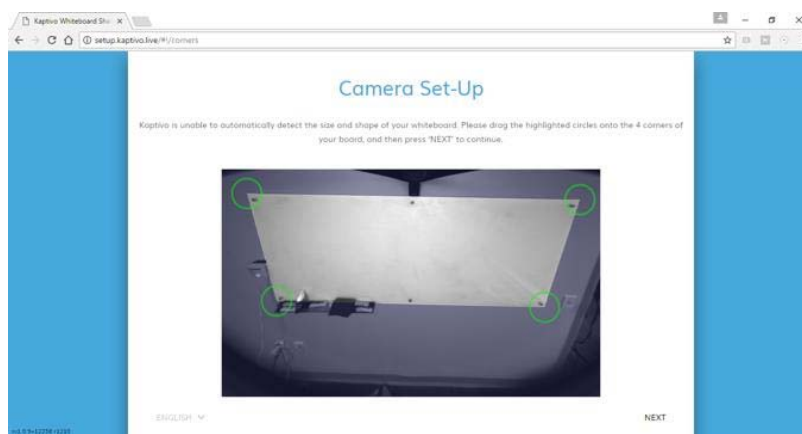 Kaptivo Whiteboard Sha
setup.kaptivo.live/#!/corners
Camera Set-Up
Kaptivo is unable to automatically detect the size and shape of your whiteboard. Please drag the highlighted circles onto the 4 corners of
your board, and then press 'NEXT' to continue.
ENGLISH
NEXT